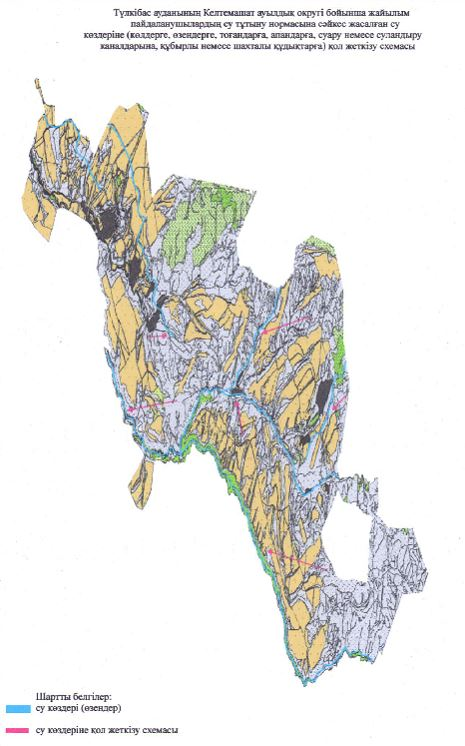 Түлкібас ауданының Келтемашат ауылдық округі бойынша жайылым
пайдаланушылардың су тұтыну нормасына сәйкес жасалған су
көздеріне (көлдерге, өзендерге, тоғандарға, апандарға, суару немесе суландыру
каналдарына, құбырлы немесе шахталы құдықтарға) қол жеткізу схемасы
Шартты белгілер:
су көздері (өзендер)
су көздеріне қол жеткізу схемасы